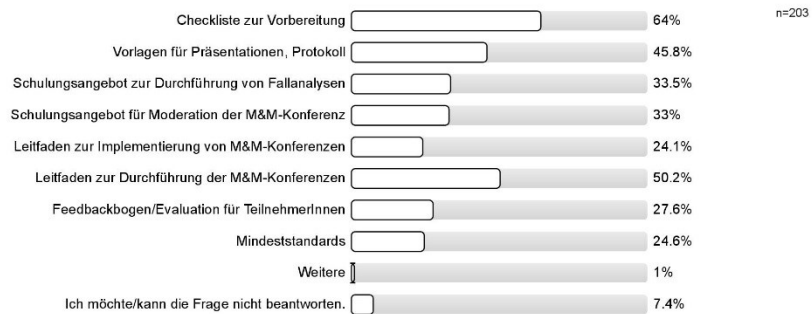 n=203
Checkliste zur Vorbereitung 64%
Vorlagen für Präsentationen, Protokoll 45.8%
Schulungsangebot zur Durchführung von Fallanalysen 33.5%
Schulungsangebot für Moderation der M&M-Konferenz 33%
Leitfaden zur Implementierung von M&M-Konferenzen 24.1%
Leitfaden zur Durchführung der M&M-Konferenzen 50.2%
Feedbackbogen/Evaluation für TeilnehmerInnen 27.6%
Mindeststandards 24.6%
Weitere 1%
Ich möchte/kann die Frage nicht beantworten. 7.4%